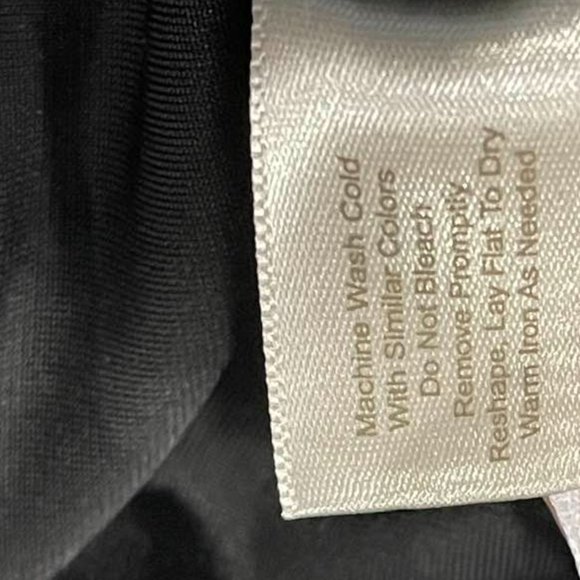 Machine Wash Cold
With Similar Colors
Do Not Bleach
Remove Promptly
Reshape, Lay Flat To Dry
Warm Iron As Needed